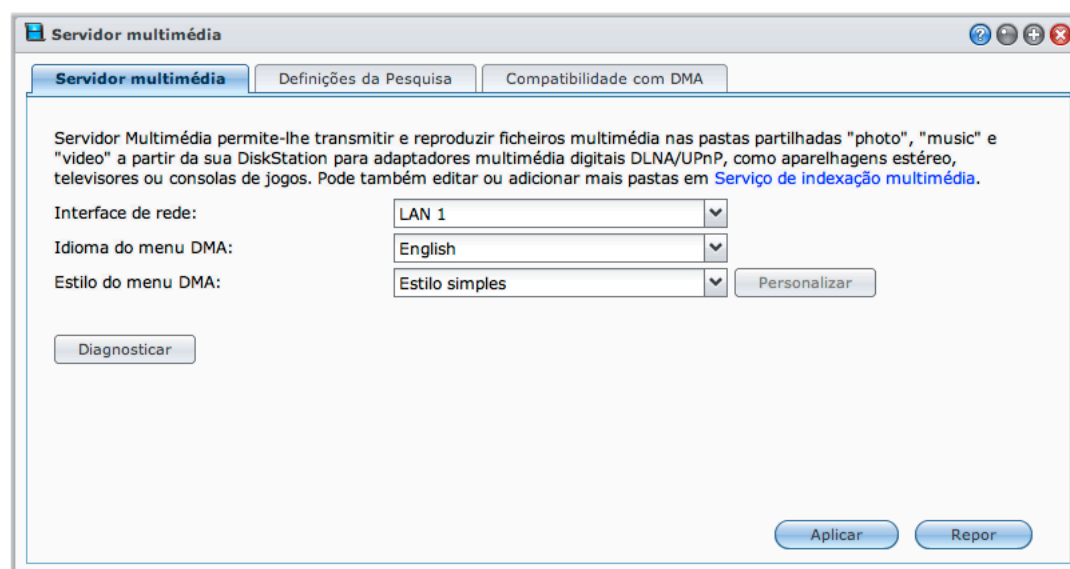 Servidor multimédia
Servidor multimédia Definições da Pesquisa Compatibilidade com DMA
Servidor Multimédia permite-lhe transmitir e reproduzir ficheiros multimédia nas pastas partilhadas "photo", "music" e
"video" a partir da sua DiskStation para adaptadores multimédia digitais DLNA/UPnP, como aparelhagens estéreo,
televisores ou consolas de jogos. Pode também editar ou adicionar mais pastas em Serviço de indexação multimédia.
Interface de rede: LAN 1
Idioma do menu DMA: English
Estilo do menu DMA: Estilo simples Personalizar
Diagnosticar
Aplicar Repor